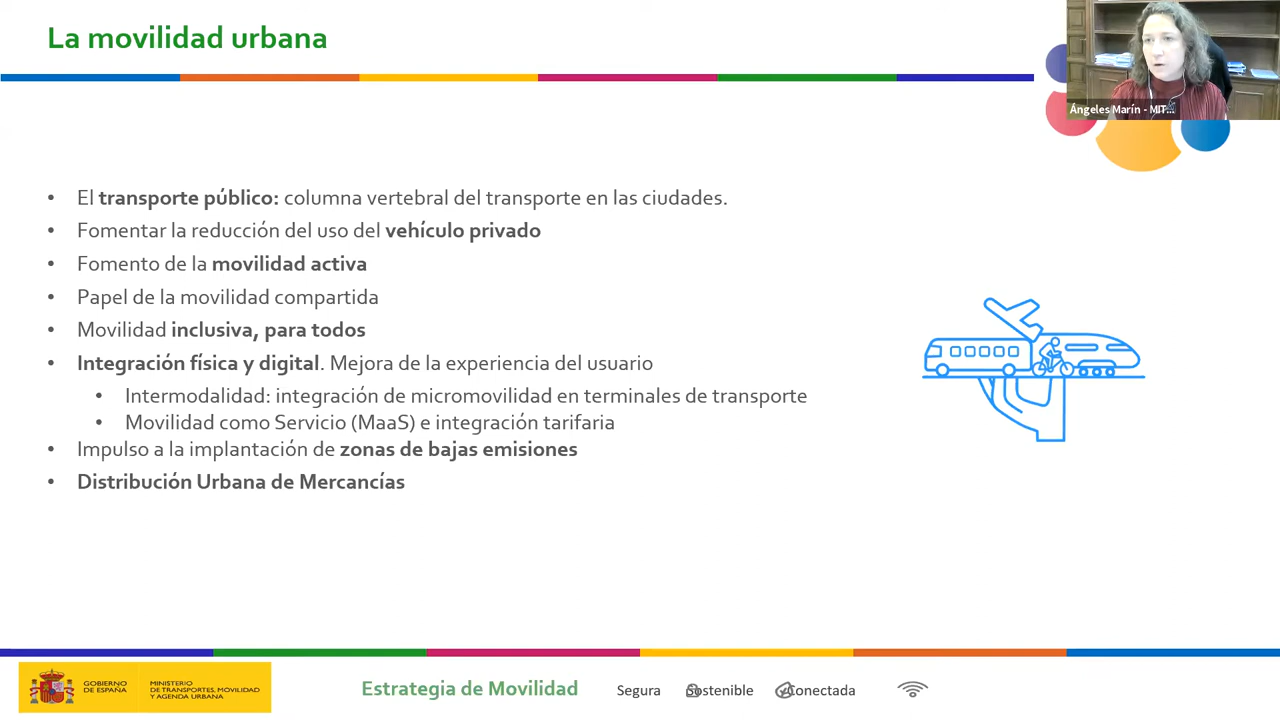 La movilidad urbana
Ángeles Marín - MIT...
• El transporte público: columna vertebral del transporte en las ciudades.
• Fomentar la reducción del uso del vehículo privado
• Fomento de la movilidad activa
• Papel de la movilidad compartida
• Movilidad inclusiva, para todos
• Integración física y digital. Mejora de la experiencia del usuario
• Intermodalidad: integración de micromovilidad en terminales de transporte
• Movilidad como Servicio (MaaS) e integración tarifaria
• Impulso a la implantación de zonas de bajas emisiones
• Distribución Urbana de Mercancías
GOBIERNO
DE ESPAÑA
MINISTERIO
DE TRANSPORTES, MOVILIDAD
Y AGENDA URBANA
Estrategia de Movilidad
Segura Sostenible Conectada